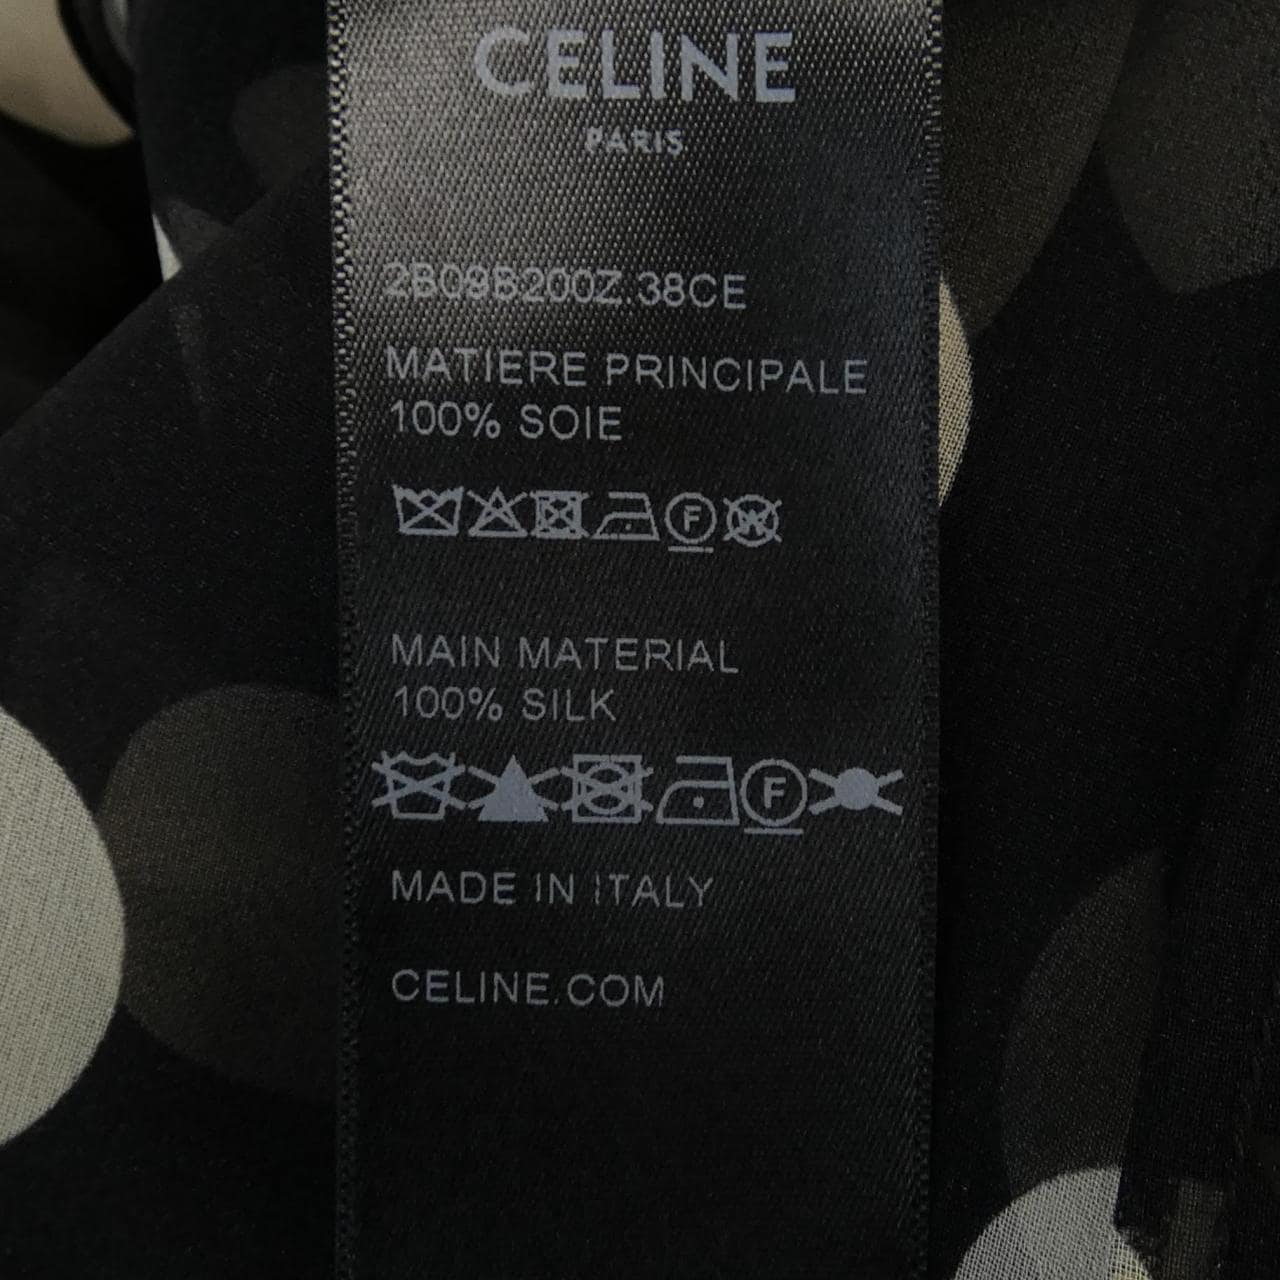 CELINE
PARIS
2B09B200Z.38CE
MATIERE PRINCIPALE
100% SOIE
F W
MAIN MATERIAL
100% SILK
F
MADE IN ITALY
CELINE.COM